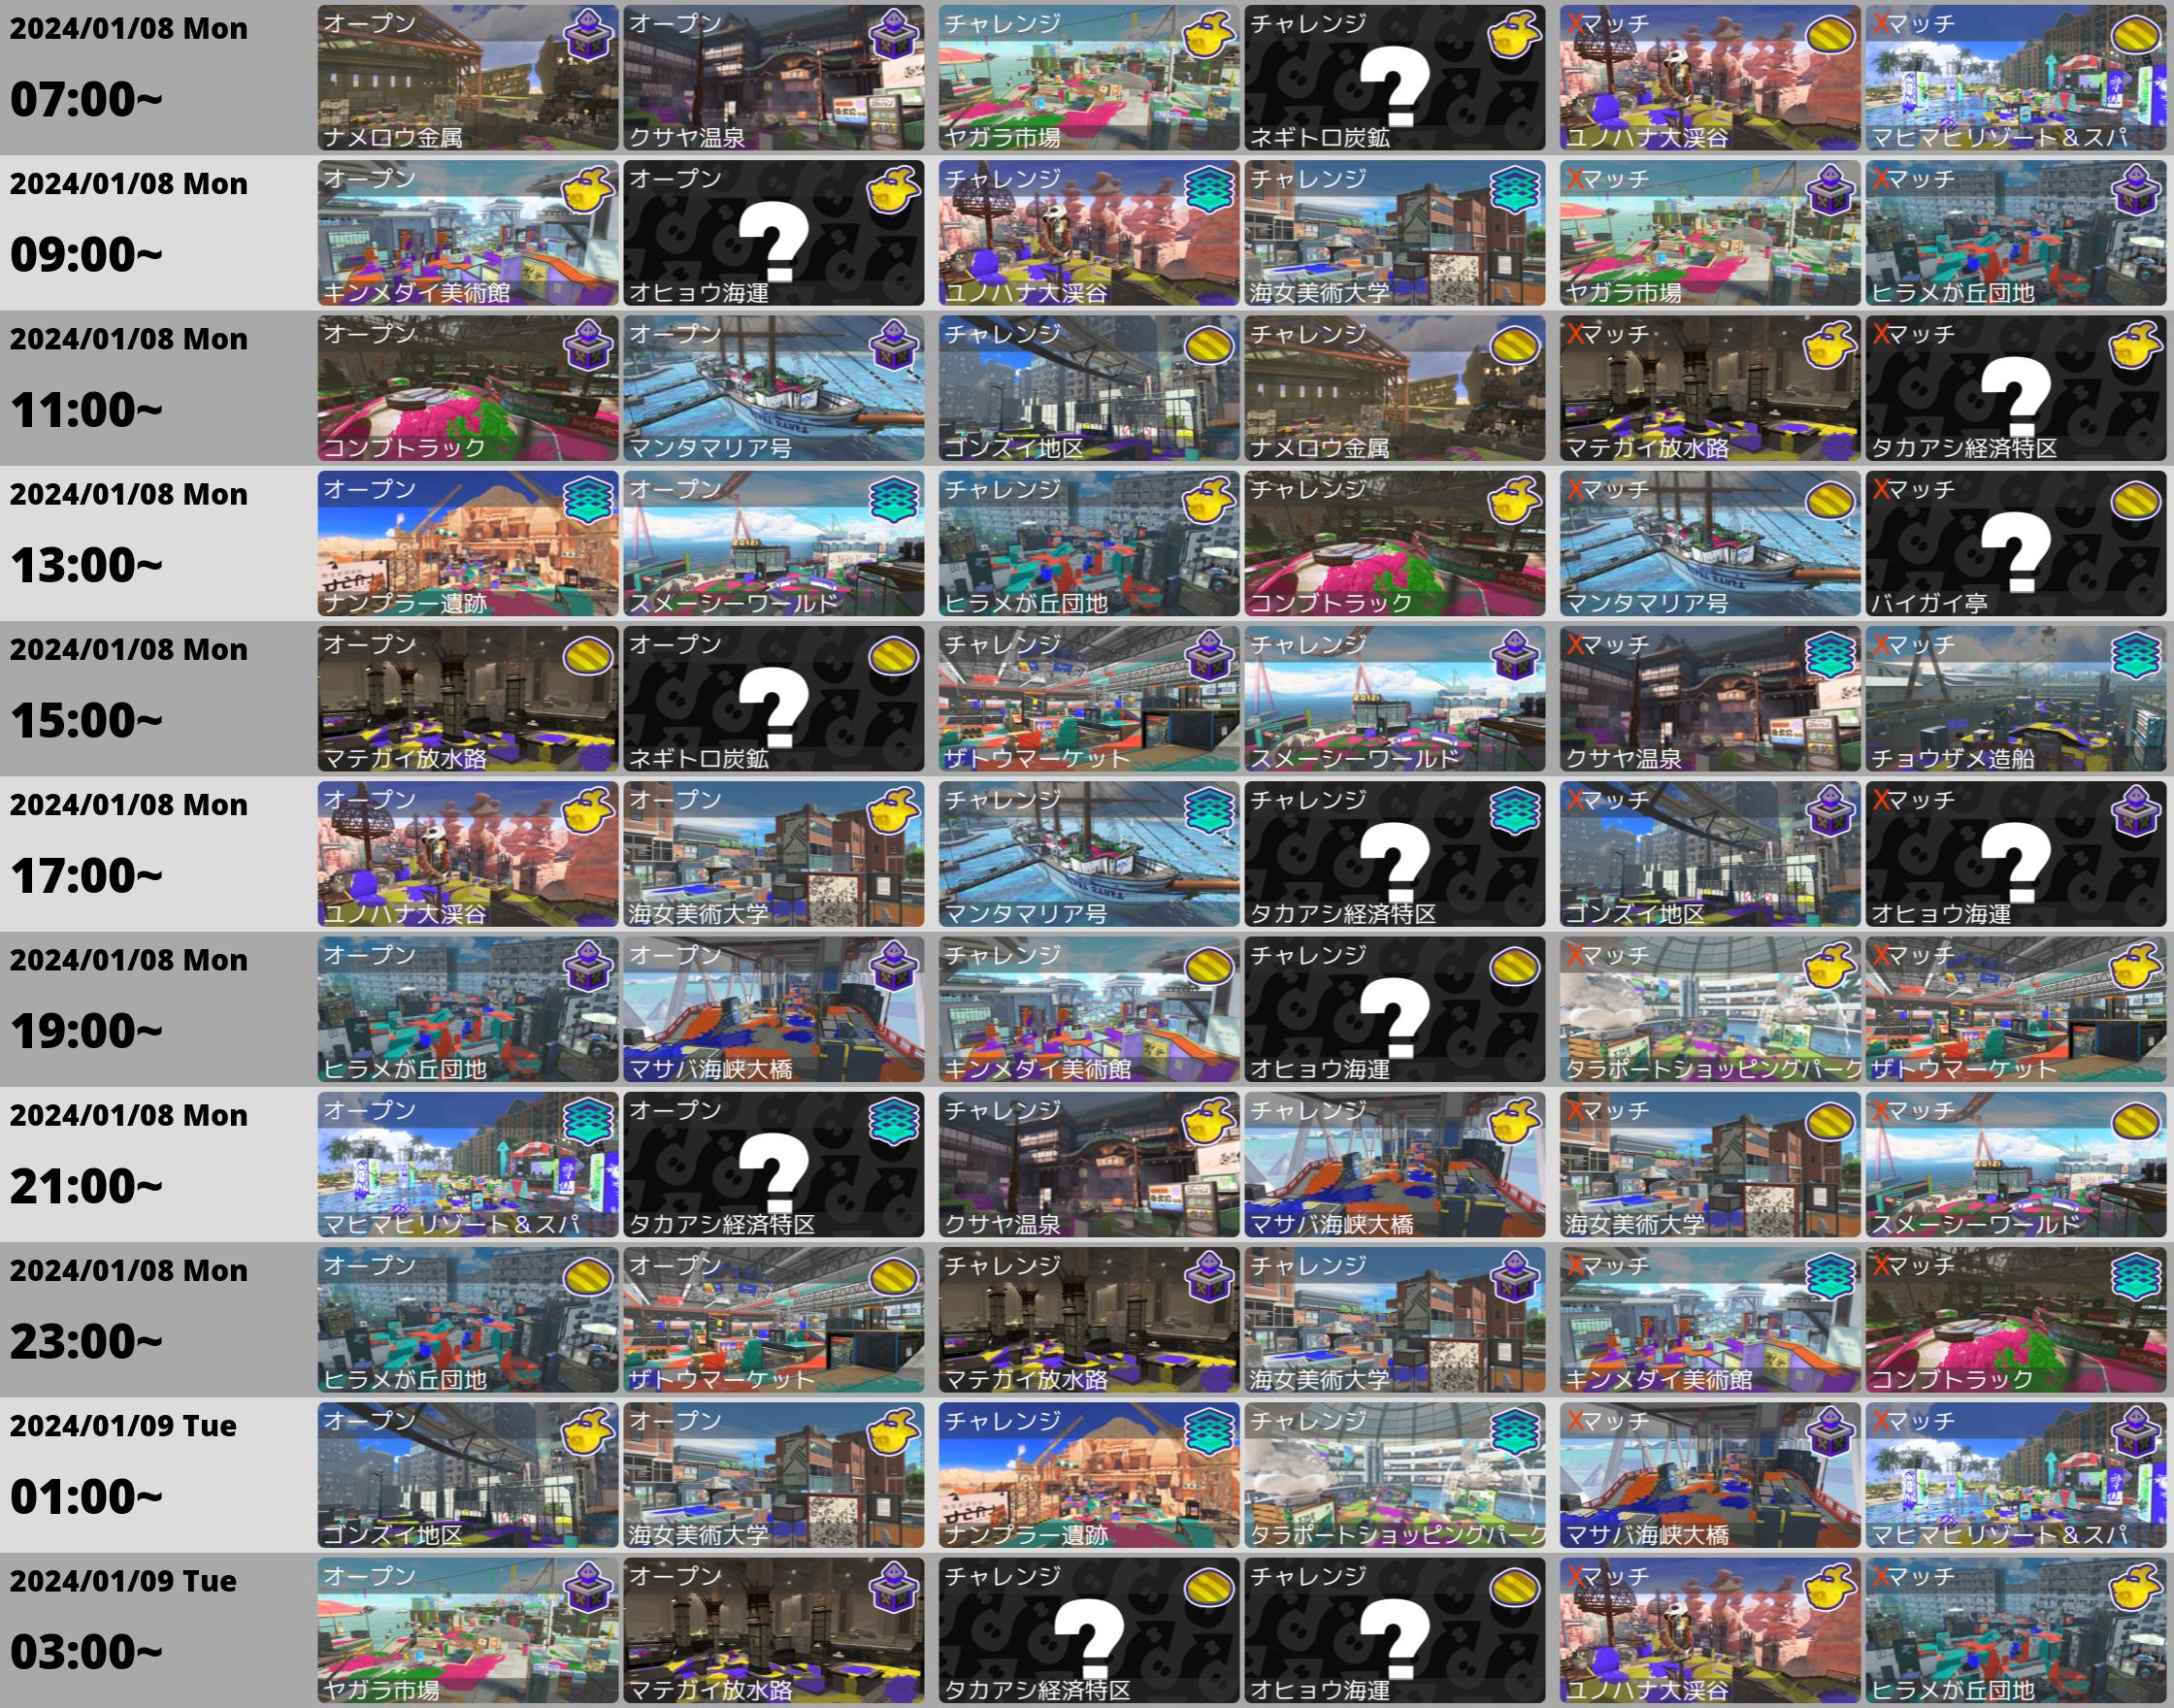 2024/01/08 Mon
07:00~
オープン
ナメロウ金属
オープン
クサヤ温泉
チャレンジ
ヤガラ市場
チャレンジ
ネギトロ炭鉱
Xマッチ
ユノハナ大渓谷
Xマッチ
マヒマヒリゾート&スパ
2024/01/08 Mon
09:00~
オープン
キンメダイ美術館
オープン
オヒョウ海運
チャレンジ
ユノハナ大渓谷
チャレンジ
海女美術大学
Xマッチ
ヤガラ市場
Xマッチ
ヒラメが丘団地
2024/01/08 Mon
11:00~
オープン
コンブトラック
オープン
マンタマリア号
チャレンジ
ゴンズイ地区
チャレンジ
ナメロウ金属
Xマッチ
マテガイ放水路
Xマッチ
タカアシ経済特区
2024/01/08 Mon
13:00~
オープン
ナンプラー遺跡
オープン
スメーシーワールド
チャレンジ
ヒラメが丘団地
チャレンジ
コンブトラック
Xマッチ
マンタマリア号
Xマッチ
バイガイ亭
2024/01/08 Mon
15:00~
オープン
マテガイ放水路
オープン
ネギトロ炭鉱
チャレンジ
ザトウマーケット
チャレンジ
スメーシーワールド
Xマッチ
クサヤ温泉
Xマッチ
チョウザメ造船
2024/01/08 Mon
17:00~
オープン
ユノハナ大渓谷
オープン
海女美術大学
チャレンジ
マンタマリア号
チャレンジ
タカアシ経済特区
Xマッチ
ゴンズイ地区
Xマッチ
オヒョウ海運
2024/01/08 Mon
19:00~
オープン
ヒラメが丘団地
オープン
マサバ海峡大橋
チャレンジ
キンメダイ美術館
チャレンジ
オヒョウ海運
Xマッチ
タラポートショッピングパーク
Xマッチ
ザトウマーケット
2024/01/08 Mon
21:00~
オープン
マヒマヒリゾート&スパ
オープン
タカアシ経済特区
チャレンジ
クサヤ温泉
チャレンジ
マサバ海峡大橋
Xマッチ
海女美術大学
Xマッチ
スメーシーワールド
2024/01/08 Mon
23:00~
オープン
ヒラメが丘団地
オープン
ザトウマーケット
チャレンジ
マテガイ放水路
チャレンジ
海女美術大学
Xマッチ
キンメダイ美術館
Xマッチ
コンブトラック
2024/01/09 Tue
01:00~
オープン
ゴンズイ地区
オープン
海女美術大学
チャレンジ
ナンプラー遺跡
チャレンジ
タラポートショッピングパーク
Xマッチ
マサバ海峡大橋
Xマッチ
マヒマヒリゾート&スパ
2024/01/09 Tue
03:00~
オープン
ヤガラ市場
オープン
マテガイ放水路
チャレンジ
タカアシ経済特区
チャレンジ
オヒョウ海運
Xマッチ
ユノハナ大渓谷
Xマッチ
ヒラメが丘団地